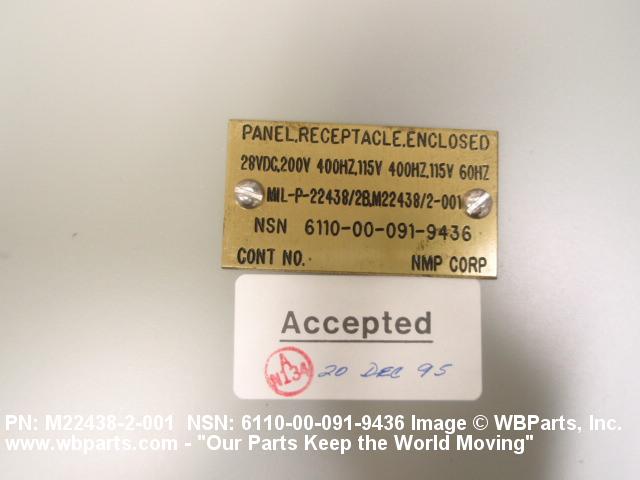 PANEL,RECEPTACLE,ENCLOSED
28VDC,200V 400HZ,115V 400HZ,115V 60HZ
MIL-P-22438/2B,M22438/2-001
NSN 6110-00-091-9436
CONT NO. NMP CORP
Accepted
A
N134
20 DEC 95
PN: M22438-2-001 NSN: 6110-00-091-9436 Image © WBParts, Inc.
www.wbparts.com - "Our Parts Keep the World Moving"